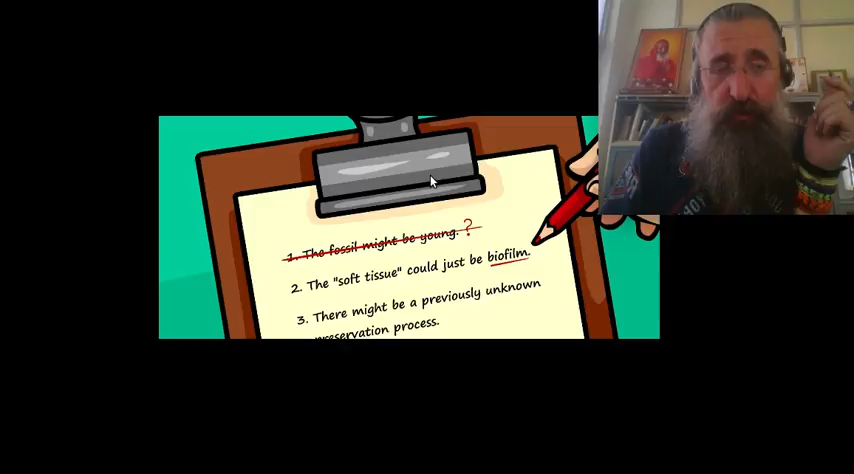 1. The fossil might be young. ?
2. The "soft tissue" could just be biofilm.
3. There might be a previously unknown
preservation process.